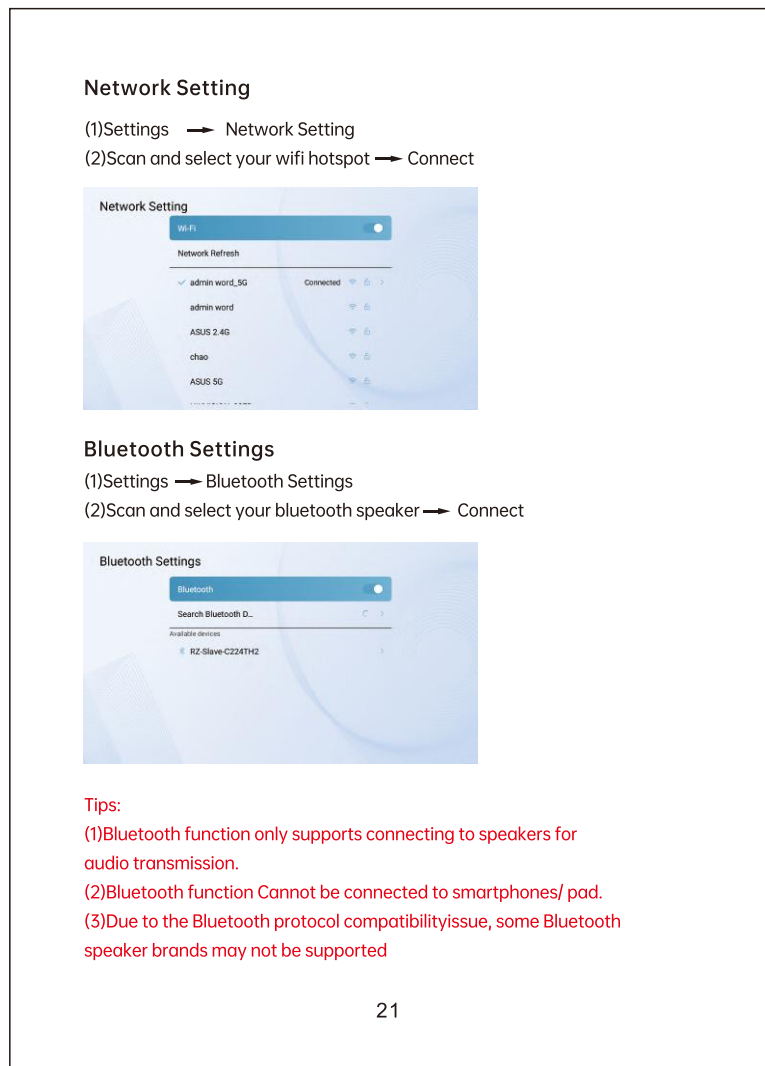 Network Setting
(1)Settings → Network Setting
(2)Scan and select your wifi hotspot → Connect
Network Setting
Wi-Fi
Network Refresh
admin word_5G Connected
admin word
ASUS 2.4G
chao
ASUS 5G
Bluetooth Settings
(1)Settings → Bluetooth Settings
(2)Scan and select your bluetooth speaker → Connect
Bluetooth Settings
Bluetooth
Search Bluetooth D...
Available devices
RZ-Slave-C224TH2
Tips:
(1)Bluetooth function only supports connecting to speakers for
audio transmission.
(2)Bluetooth function Cannot be connected to smartphones/ pad.
(3)Due to the Bluetooth protocol compatibilityissue, some Bluetooth
speaker brands may not be supported
21